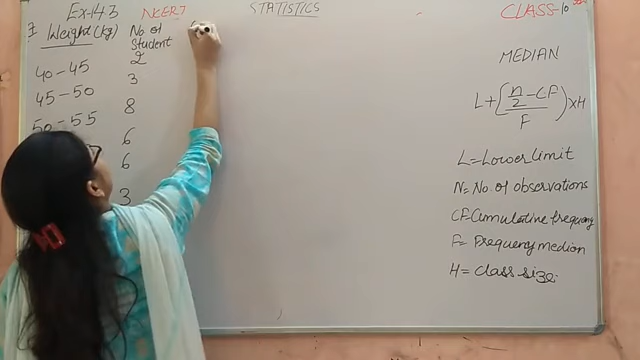 Ex-14.3 NCERT STATISTICS CLASS-10
7 Weight (kg) No of Student
40-45 2
45-50 3
50-55 8
6
6
3
MEDIAN
L+(n/2-CF/F)×H
L=Lower limit
N=No. of observations
CF=Cumulative frequency
F=Frequency median
H=Class size